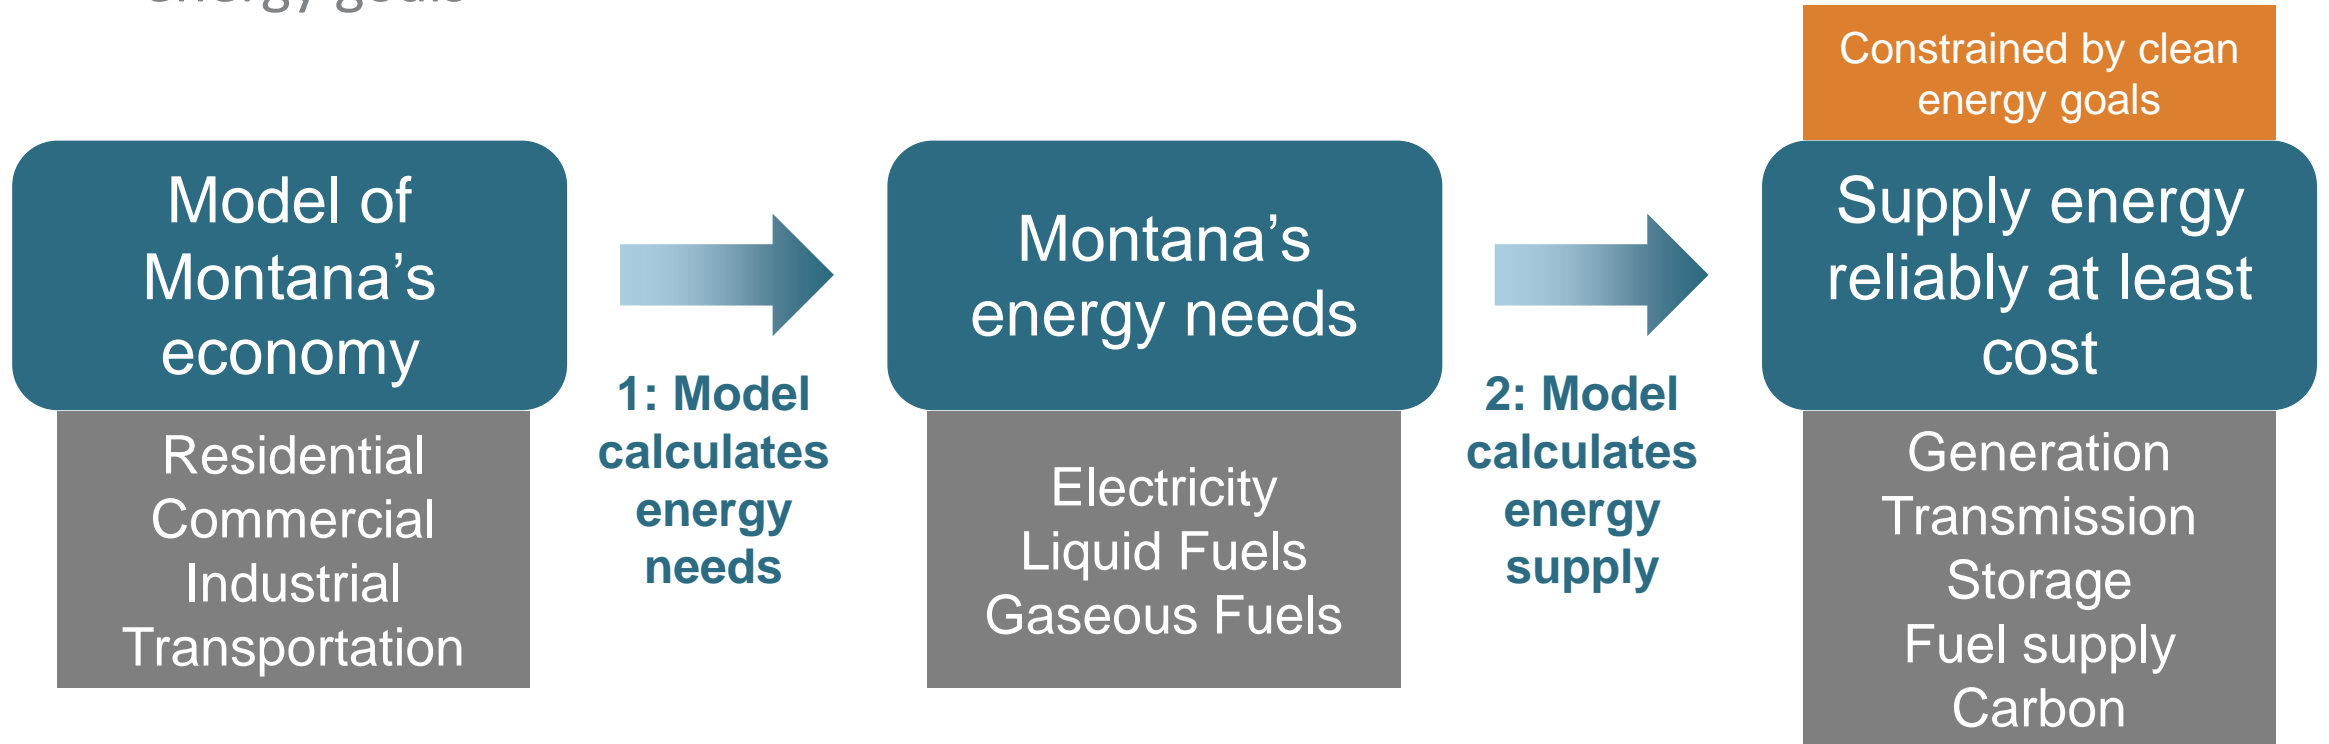 energy goals
Constrained by clean
energy goals
Model of
Montana’s
economy
Residential
Commercial
Industrial
Transportation
1: Model
calculates
energy
needs
Montana’s
energy needs
Electricity
Liquid Fuels
Gaseous Fuels
2: Model
calculates
energy
supply
Supply energy
reliably at least
cost
Generation
Transmission
Storage
Fuel supply
Carbon